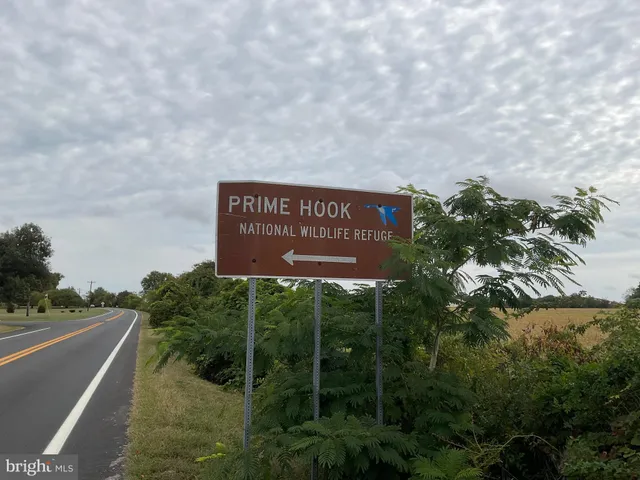 PRIME HOOK
NATIONAL WILDLIFE REFUGE
bright MLS